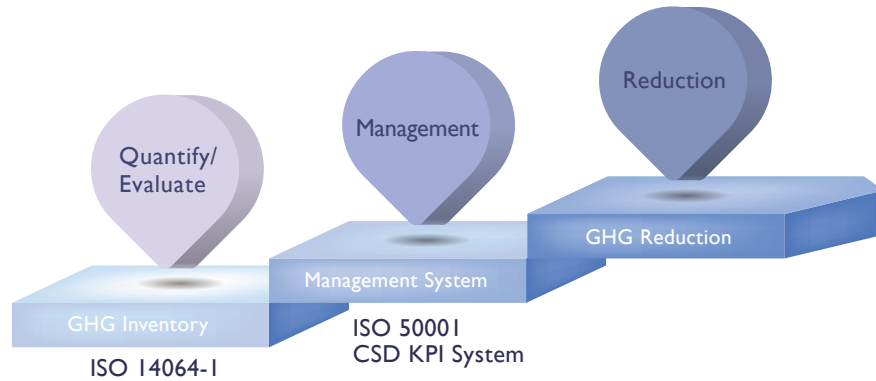 Quantify/
Evaluate
GHG Inventory
ISO 14064-1
Management
Management System
ISO 50001
CSD KPI System
Reduction
GHG Reduction